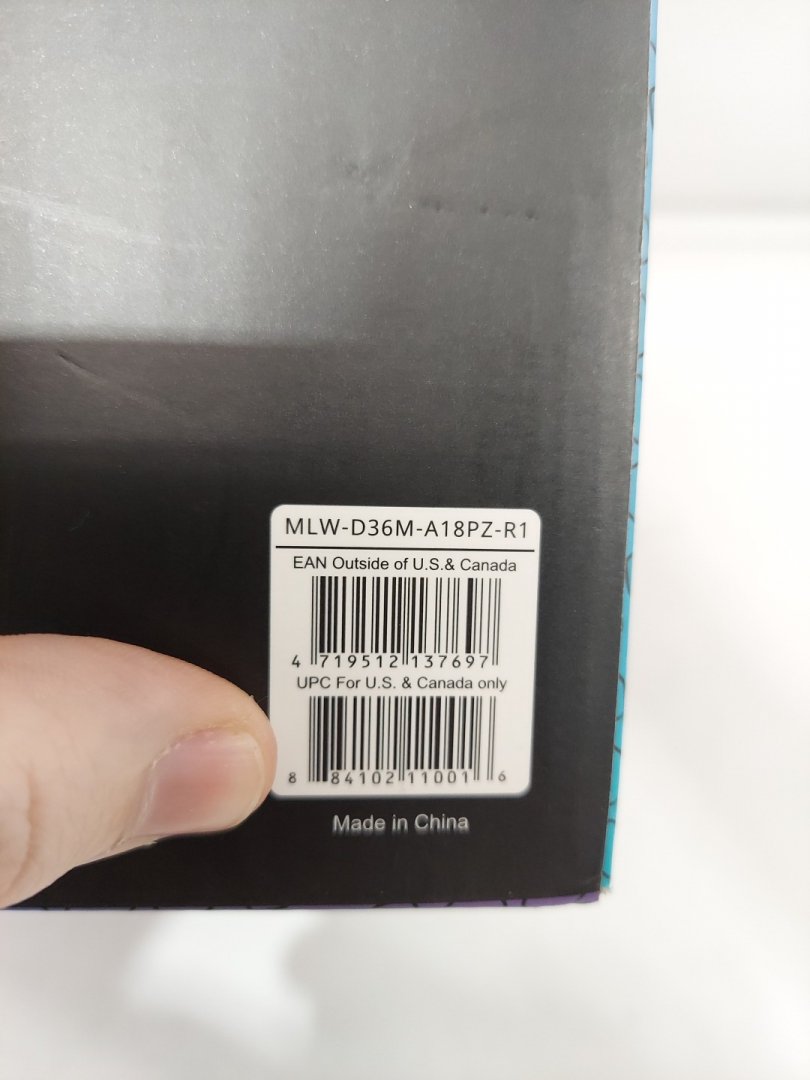 MLW-D36M-A18PZ-R1
EAN Outside of U.S.& Canada
4 719512 137697
UPC For U.S. & Canada only
8 84102 11001 6
Made in China